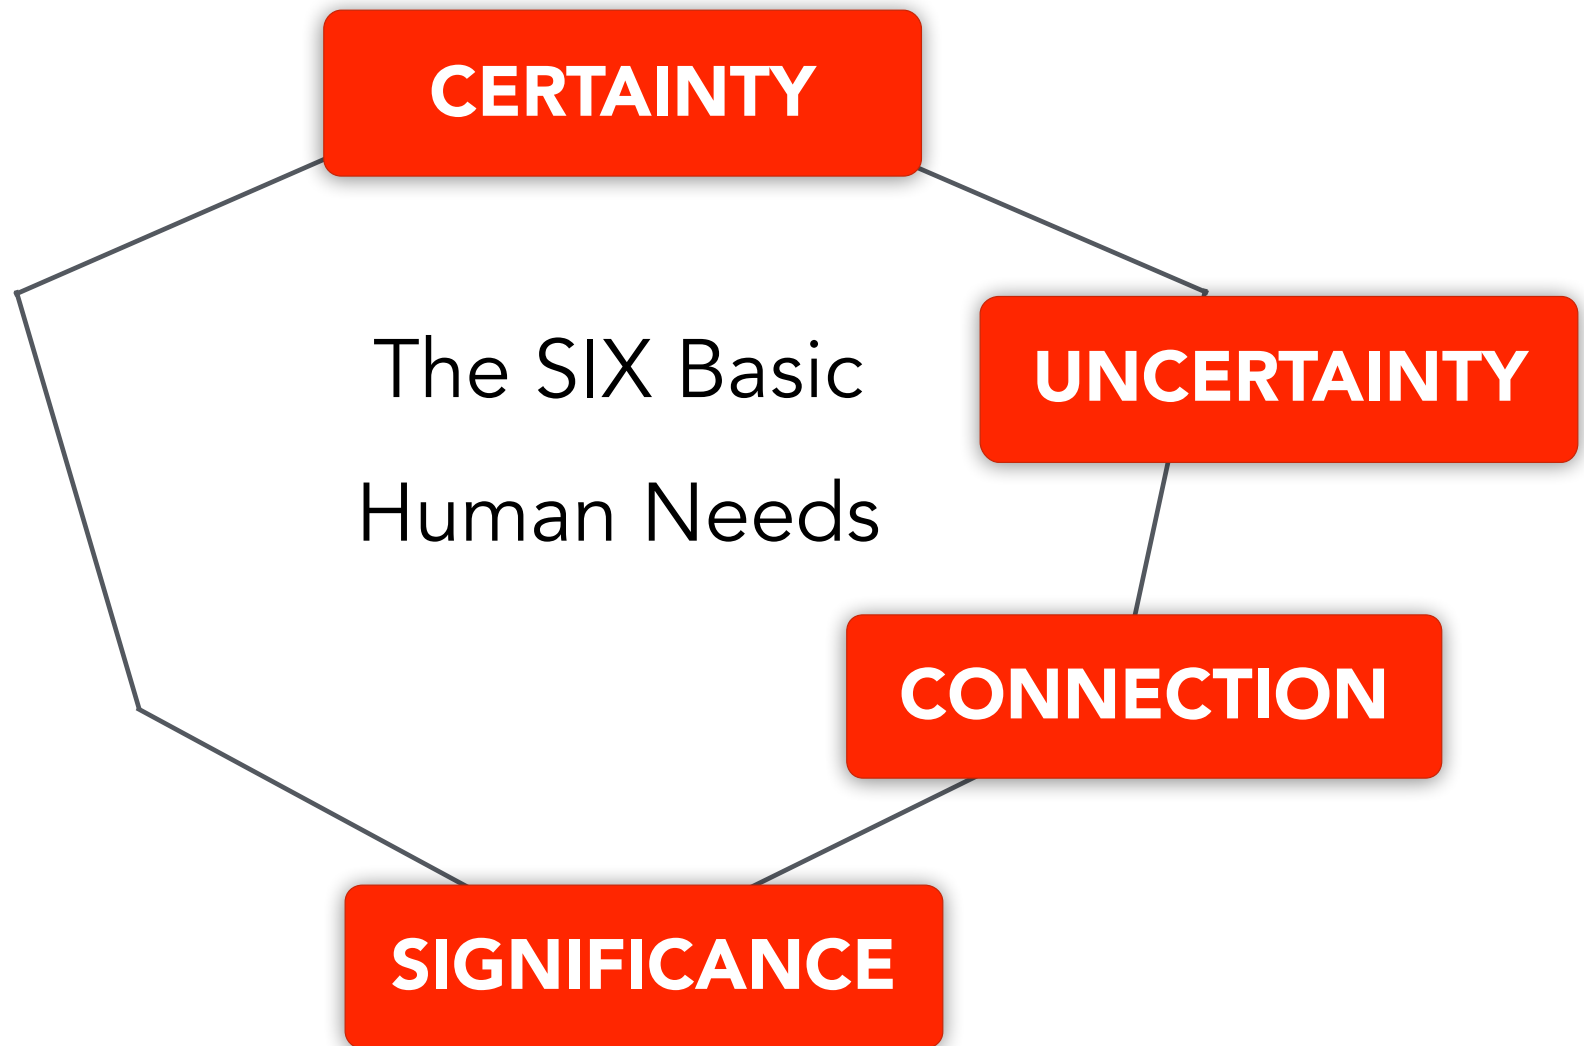 CERTAINTY
The SIX Basic
Human Needs
UNCERTAINTY
CONNECTION
SIGNIFICANCE